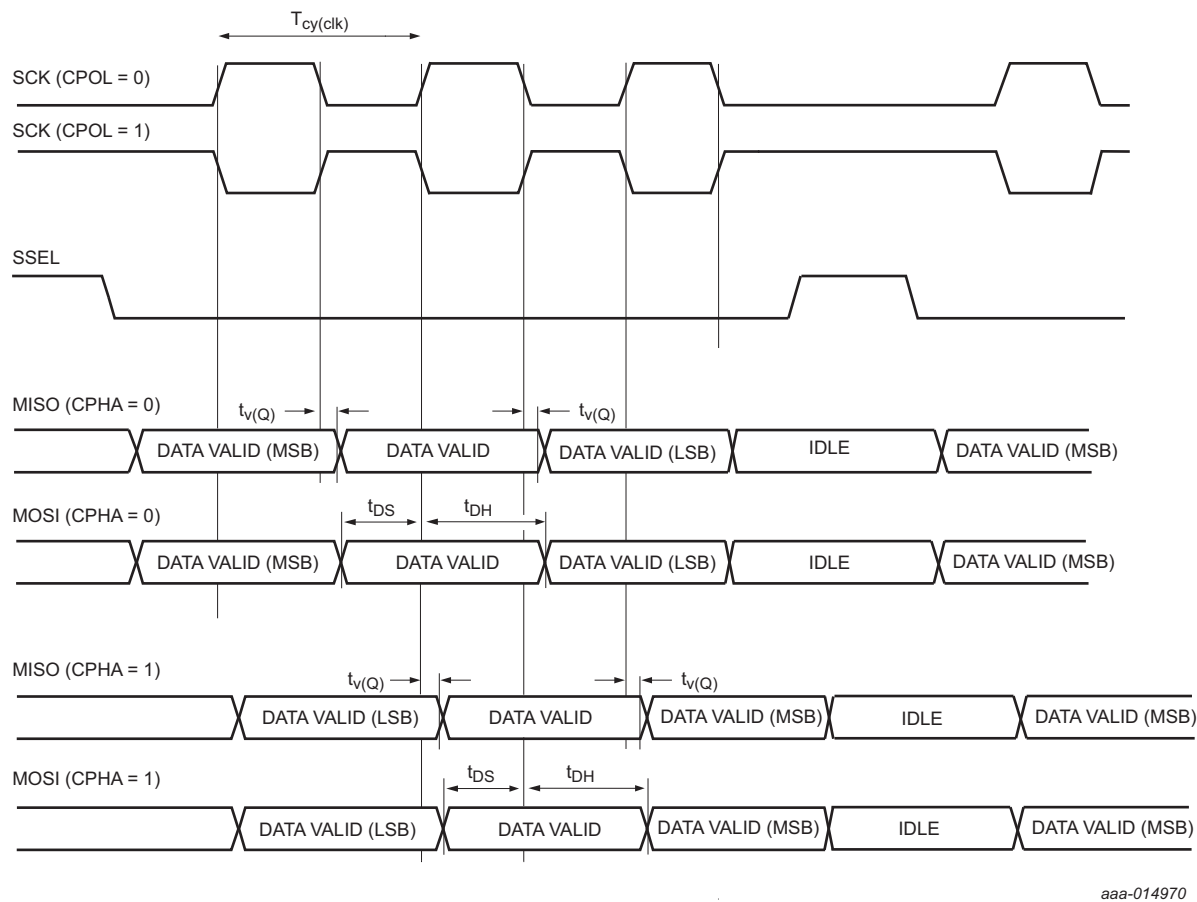 Tcy(clk)
SCK (CPOL = 0)
SCK (CPOL = 1)
SSEL
MISO (CPHA = 0)
tv(Q) tv(Q)
DATA VALID (MSB) DATA VALID DATA VALID (LSB) IDLE DATA VALID (MSB)
tDS tDH
MOSI (CPHA = 0)
DATA VALID (MSB) DATA VALID DATA VALID (LSB) IDLE DATA VALID (MSB)
MISO (CPHA = 1)
tv(Q) tv(Q)
DATA VALID (LSB) DATA VALID DATA VALID (MSB) IDLE DATA VALID (MSB)
tDS tDH
MOSI (CPHA = 1)
DATA VALID (LSB) DATA VALID DATA VALID (MSB) IDLE DATA VALID (MSB)
aaa-014970